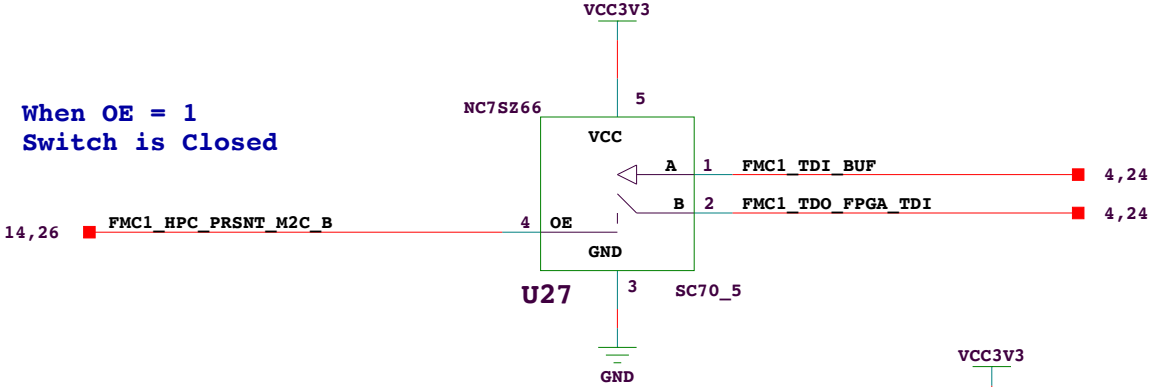 VCC3V3
When OE = 1
Switch is Closed
NC7SZ66
5
VCC
A
1
FMC1_TDI_BUF
4,24
B
2
FMC1_TDO_FPGA_TDI
4,24
14,26
FMC1_HPC_PRSNT_M2C_B
4
OE
GND
U27
3
SC70_5
GND
VCC3V3